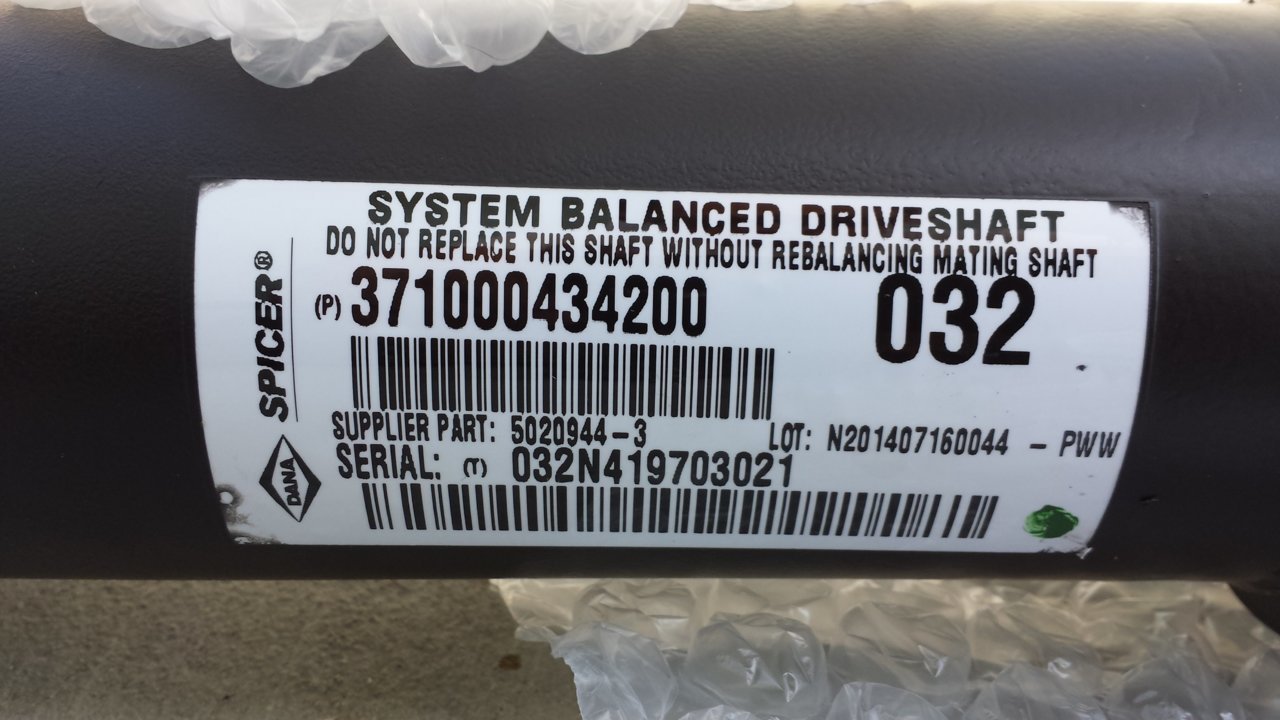 SYSTEM BALANCED DRIVESHAFT
DO NOT REPLACE THIS SHAFT WITHOUT REBALANCING MATING SHAFT
(P) 371000434200
032
SUPPLIER PART: 5020944-3
LOT: N201407160044 - PWW
SERIAL: (T) 032N419703021
SPICER®
DANA